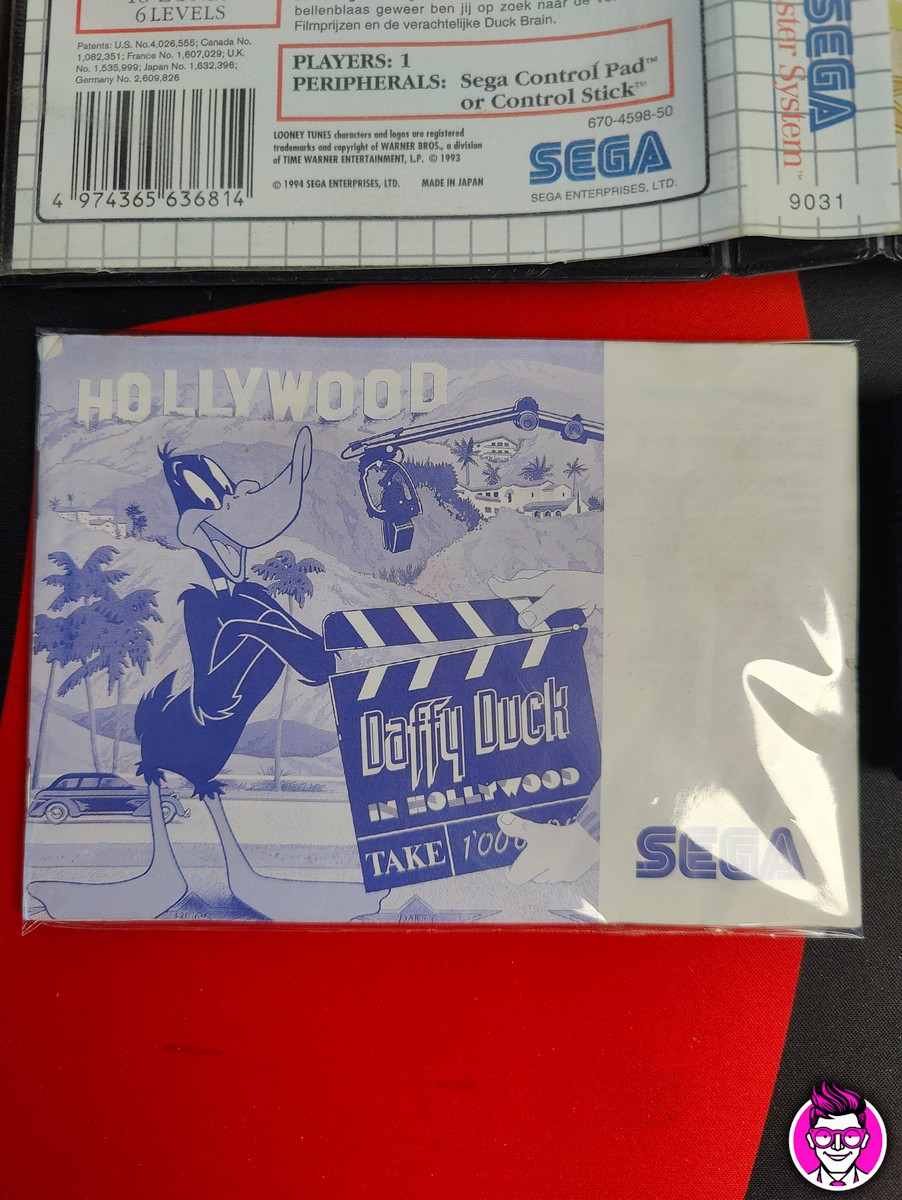 6 LEVELS
bellenblaas geweer ben jij op zoek naar de
Filmprijzen en de verachtelijke Duck Brain.
Patents: U.S. No.4,026,555; Canada No.
1,082,351; France No. 1,607,029; U.K.
No. 1,535,999; Japan No. 1,632,396;
Germany No. 2,609,826
PLAYERS: 1
PERIPHERALS: Sega Control Pad™
or Control Stick™
670-4598-50
LOONEY TUNES characters and logos are registered
trademarks and copyright of WARNER BROS., a division
of TIME WARNER ENTERTAINMENT, L.P. © 1993
© 1994 SEGA ENTERPRISES, LTD. MADE IN JAPAN
SEGA
SEGA ENTERPRISES, LTD.
4 974365 636814
SEGA
System™
9031
HOLLYWOOD
Daffy Duck
IN HOLLYWOOD
TAKE
SEGA